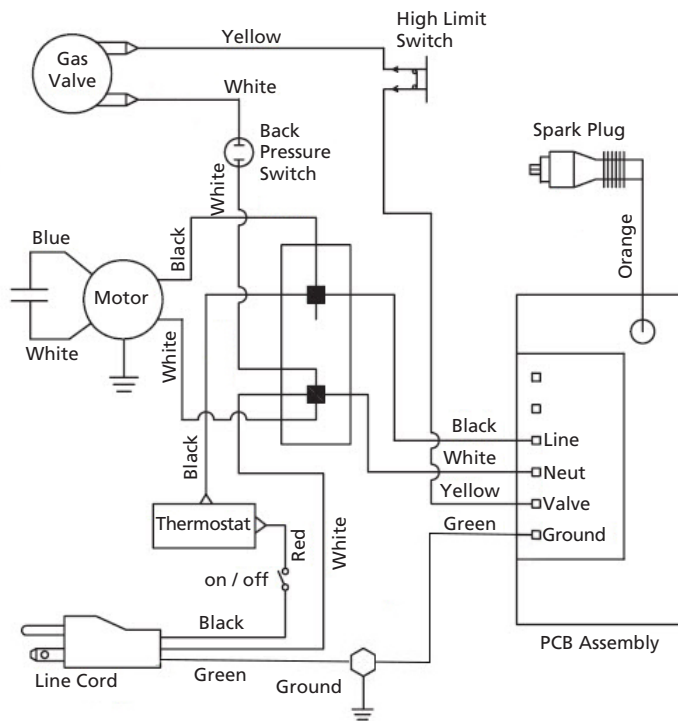 High Limit
Switch
Yellow
Gas
Valve
White
Back
Pressure
Switch
White
Spark Plug
Orange
Blue
Black
Motor
White
White
Black
Line
White
Neut
Yellow
Valve
Green
Ground
Black
Thermostat
Red
White
on / off
Black
PCB Assembly
Line Cord
Green
Ground